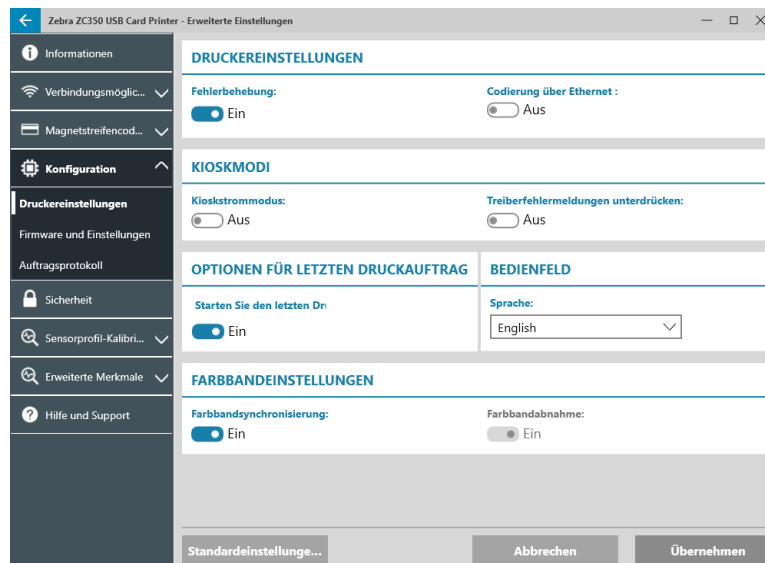 Zebra ZC350 USB Card Printer - Erweiterte Einstellungen
Informationen
Verbindungsmöglic...
Magnetstreifencod...
Konfiguration
Druckereinstellungen
Firmware und Einstellungen
Auftragsprotokoll
Sicherheit
Sensorprofil-Kalibri...
Erweiterte Merkmale
Hilfe und Support
DRUCKEREINSTELLUNGEN
Fehlerbehebung:
Ein
Codierung über Ethernet :
Aus
KIOSKMODI
Kioskstrommodus:
Aus
Treiberfehlermeldungen unterdrücken:
Aus
OPTIONEN FÜR LETZTEN DRUCKAUFTRAG
Starten Sie den letzten Dr
Ein
BEDIENFELD
Sprache:
English
FARBBANDEINSTELLUNGEN
Farbbandsynchronisierung:
Ein
Farbbandabnahme:
Ein
Standardeinstellunge...
Abbrechen
Übernehmen